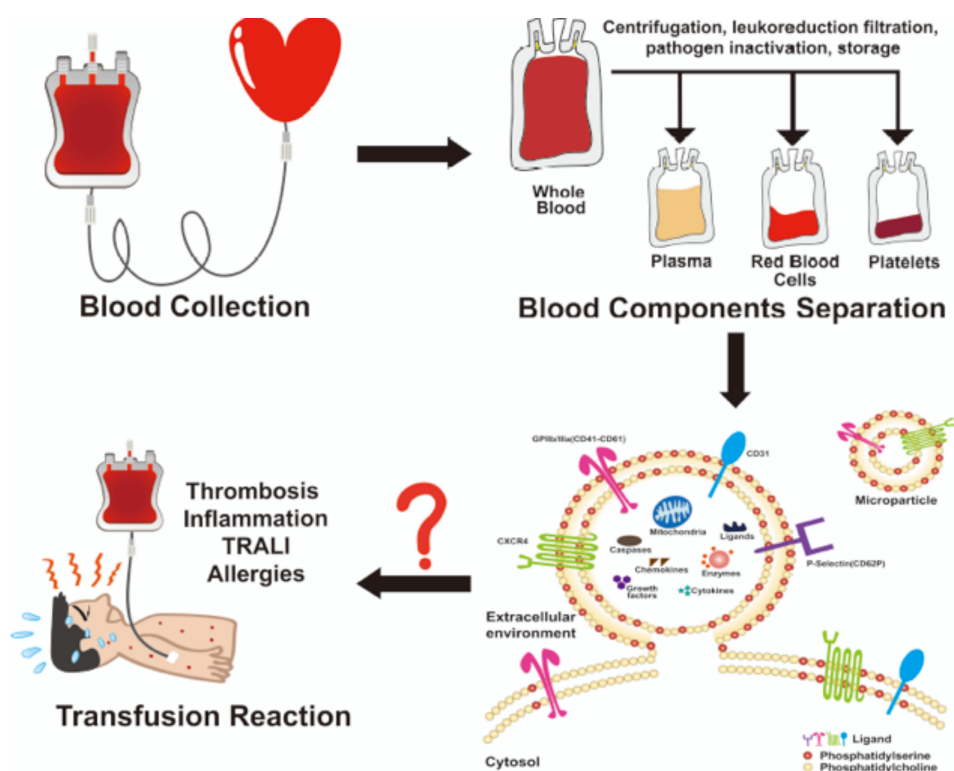 Centrifugation, leukoreduction filtration,
pathogen inactivation, storage
Whole
Blood
Plasma
Red Blood
Cells
Platelets
Blood Collection
Blood Components Separation
GPIIb/IIIa(CD41-CD61)
CD31
Microparticle
Mitochondria
Ligands
CXCR4
Caspases
Chemokines
Enzymes
P-Selectin(CD62P)
Growth
factors
Cytokines
Extracellular
environment
Thrombosis
Inflammation
TRALI
Allergies
?
Transfusion Reaction
Cytosol
Ligand
Phosphatidylserine
Phosphatidylcholine